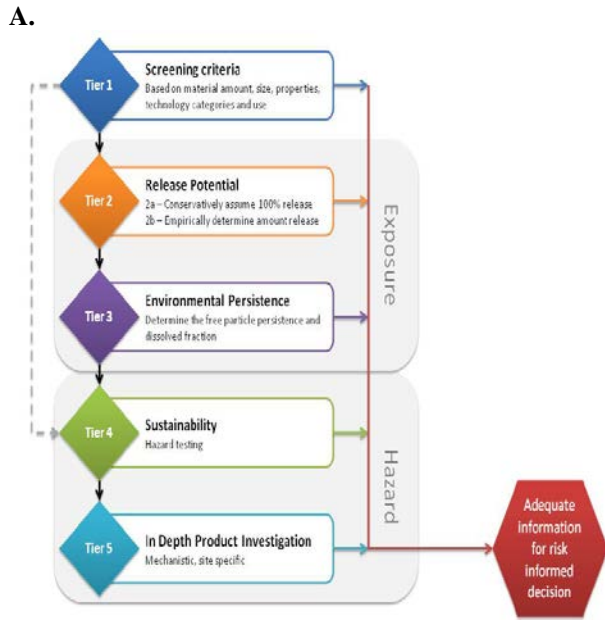 A.
Tier 1
Screening criteria
Based on material amount, size, properties,
technology categories and use
Tier 2
Release Potential
2a – Conservatively assume 100% release
2b – Empirically determine amount release
Exposure
Tier 3
Environmental Persistence
Determine the free particle persistence and
dissolved fraction
Tier 4
Sustainability
Hazard testing
Hazard
Tier 5
In Depth Product Investigation
Mechanistic, site specific
Adequate
information
for risk
informed
decision